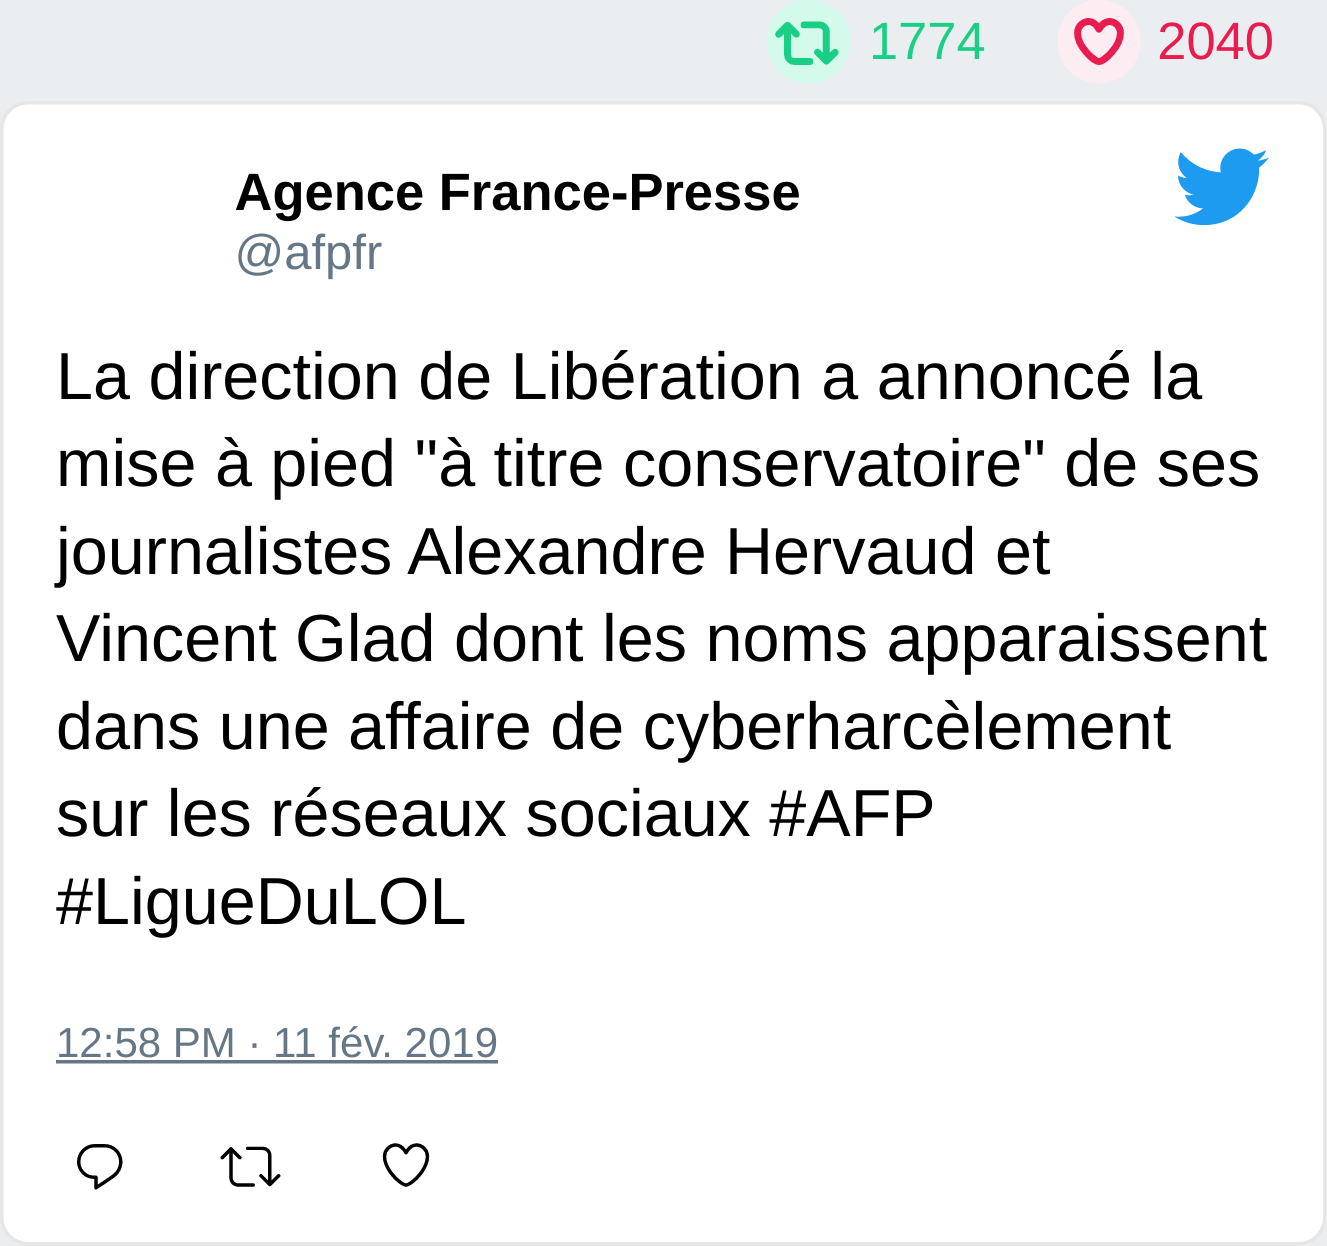 1774 2040
Agence France-Presse
@afpfr
La direction de Libération a annoncé la
mise à pied "à titre conservatoire" de ses
journalistes Alexandre Hervaud et
Vincent Glad dont les noms apparaissent
dans une affaire de cyberharcèlement
sur les réseaux sociaux #AFP
#LigueDuLOL
12:58 PM · 11 fév. 2019